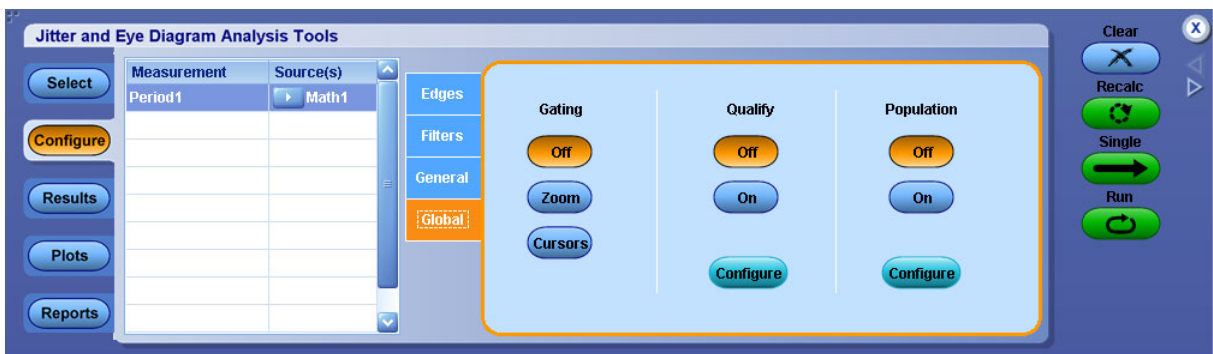 Jitter and Eye Diagram Analysis Tools
Select
Configure
Results
Plots
Reports
Measurement Source(s)
Period1 Math1
Edges
Filters
General
Global
Gating
Off
Zoom
Cursors
Qualify
Off
On
Configure
Population
Off
On
Configure
Clear
Recalc
Single
Run
X